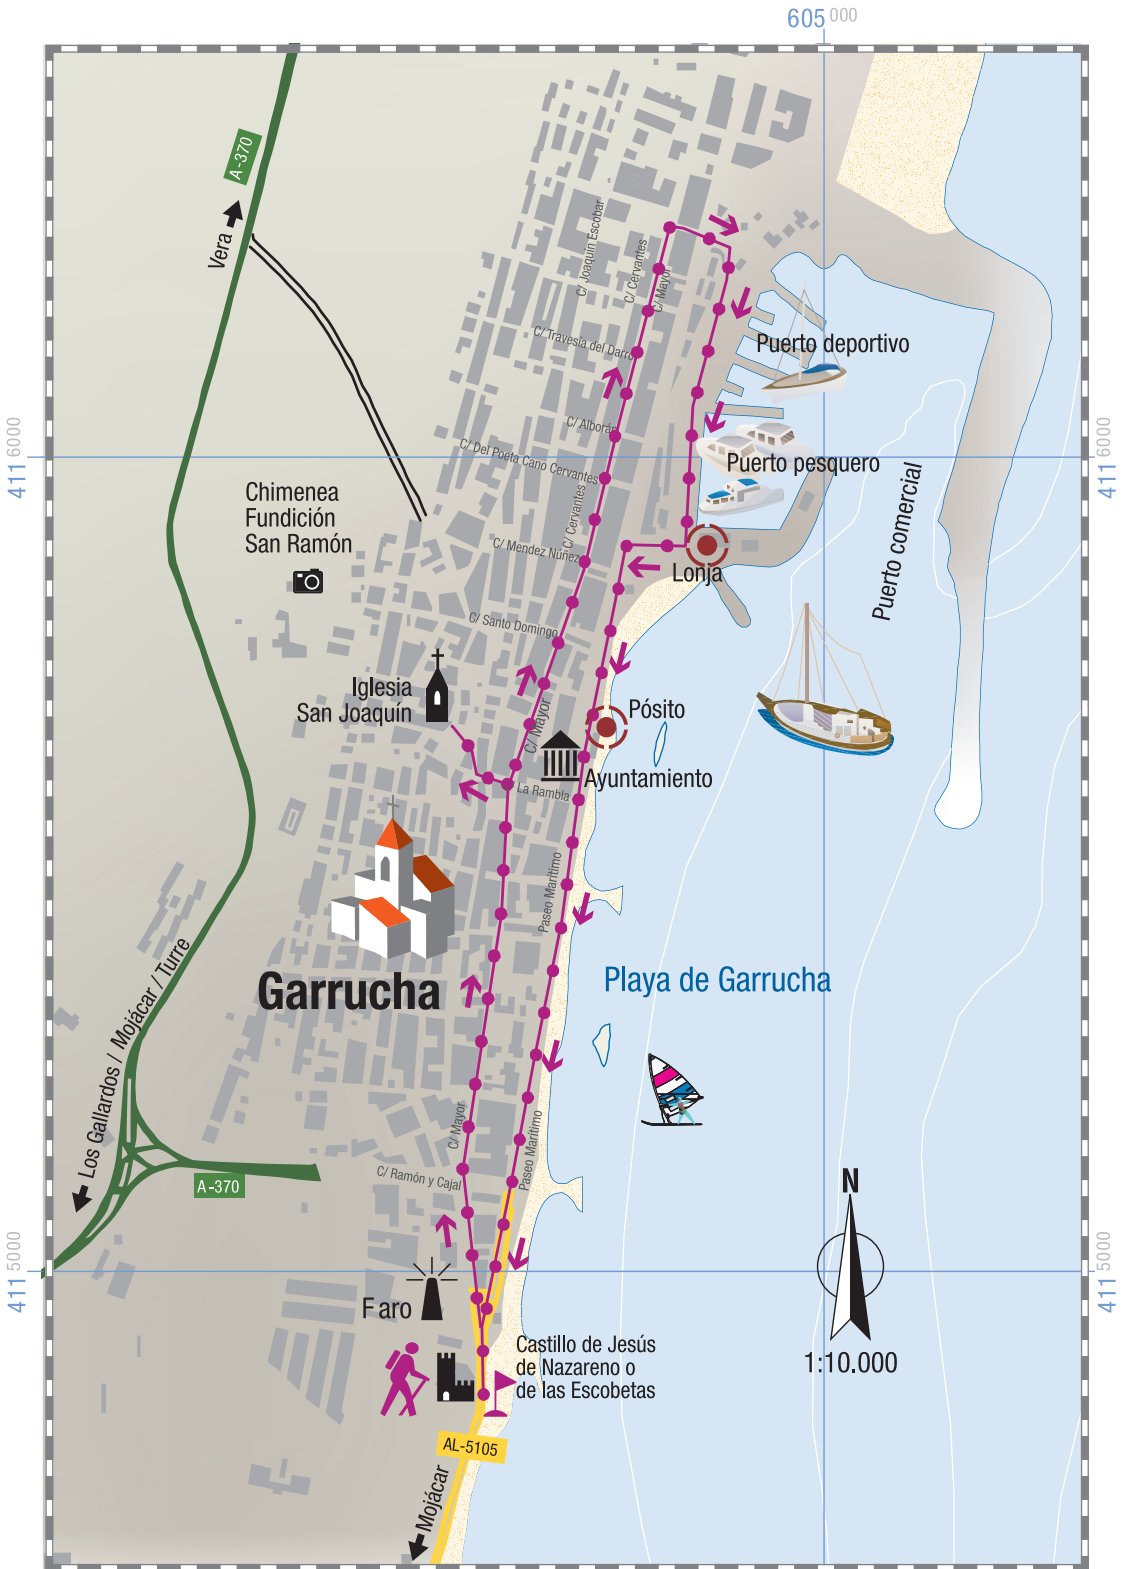 605 000
A-370
Vera
C/ Joaquín Escobar
C/ Cervantes
C/ Mayor
C/ Travesía del Darro
Puerto deportivo
C/ Alborán
411 6000
411 6000
C/ Del Poeta Cano Cervantes
Puerto pesquero
Puerto comercial
Chimenea
Fundición
San Ramón
C/ Cervantes
C/ Mendez Núñez
Lonja
C/ Santo Domingo
Iglesia
San Joaquín
C/ Mayor
Pósito
Ayuntamiento
La Rambla
Paseo Marítimo
Garrucha
Playa de Garrucha
Los Gallardos / Mojácar / Turre
C/ Mayor
Paseo Marítimo
C/ Ramón y Cajal
A-370
N
411 5000
411 5000
Faro
1:10.000
Castillo de Jesús
de Nazareno o
de las Escobetas
AL-5105
Mojácar